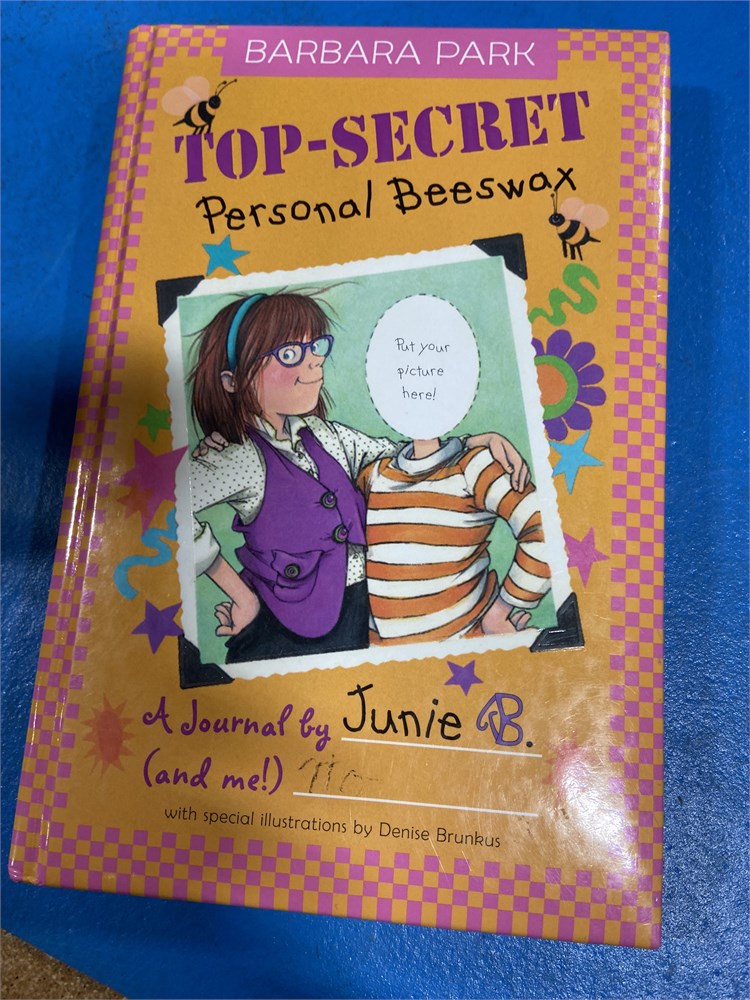 BARBARA PARK
TOP-SECRET
Personal Beeswax
Put your
picture
here!
A Journal by Junie B.
(and me!)
with special illustrations by Denise Brunkus